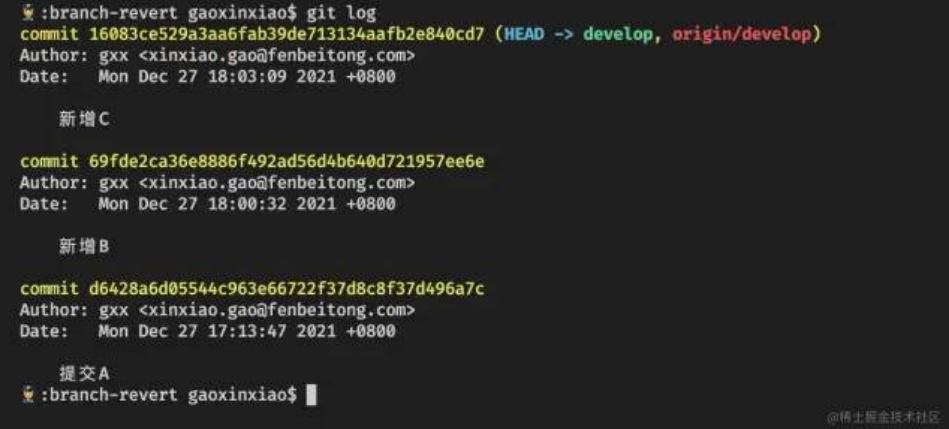 :branch-revert gaoxinxiao$ git log
commit 16083ce529a3aa6fab39de713134aafb2e840cd7 (HEAD -> develop, origin/develop)
Author: gxx <xinxiao.gao@fenbeitong.com>
Date:   Mon Dec 27 18:03:09 2021 +0800
新增C
commit 69fde2ca36e8886f492ad56d4b640d721957ee6e
Author: gxx <xinxiao.gao@fenbeitong.com>
Date:   Mon Dec 27 18:00:32 2021 +0800
新增B
commit d6428a6d05544c963e66722f37d8c8f37d496a7c
Author: gxx <xinxiao.gao@fenbeitong.com>
Date:   Mon Dec 27 17:13:47 2021 +0800
提交A
:branch-revert gaoxinxiao$
@稀土掘金技术社区